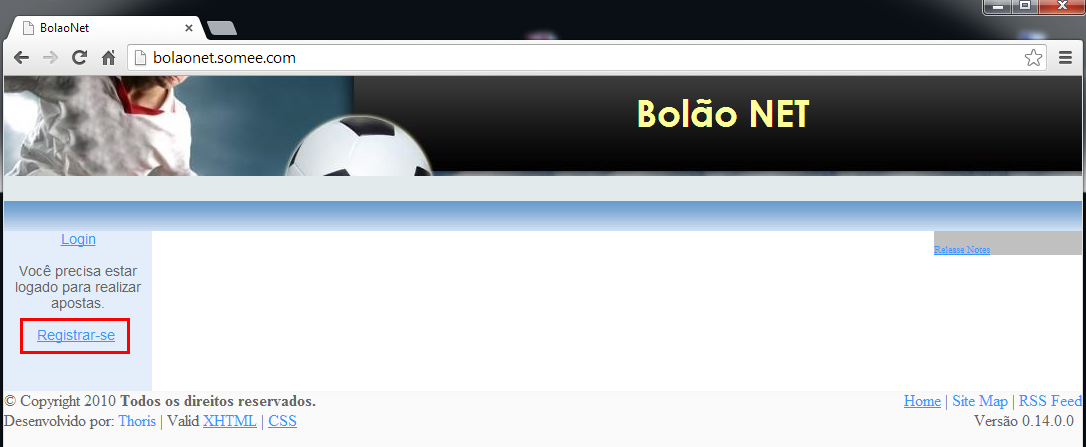 BolaoNet
bolaonet.somee.com
Bolão NET
Login
Release Notes
Você precisa estar
logado para realizar
apostas.
Registrar-se
© Copyright 2010 Todos os direitos reservados.
Home | Site Map | RSS Feed
Desenvolvido por: Thoris | Valid XHTML | CSS
Versão 0.14.0.0